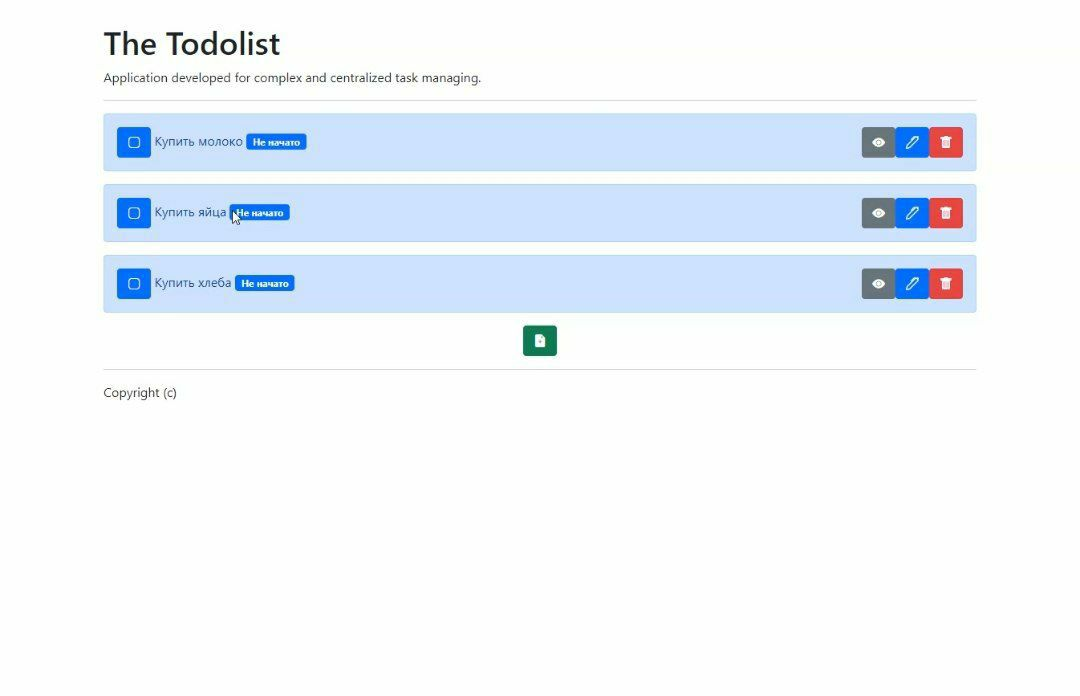 The Todolist
Application developed for complex and centralized task managing.
Купить молоко Не начато
Купить яйца Не начато
Купить хлеба Не начато
Copyright (c)